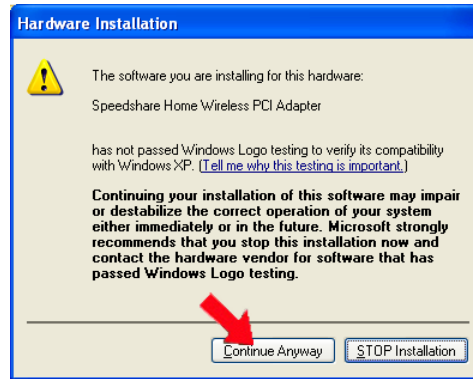 Hardware Installation
The software you are installing for this hardware:
Speedshare Home Wireless PCI Adapter
has not passed Windows Logo testing to verify its compatibility
with Windows XP. (Tell me why this testing is important.)
Continuing your installation of this software may impair
or destabilize the correct operation of your system
either immediately or in the future. Microsoft strongly
recommends that you stop this installation now and
contact the hardware vendor for software that has
passed Windows Logo testing.
Continue Anyway
STOP Installation